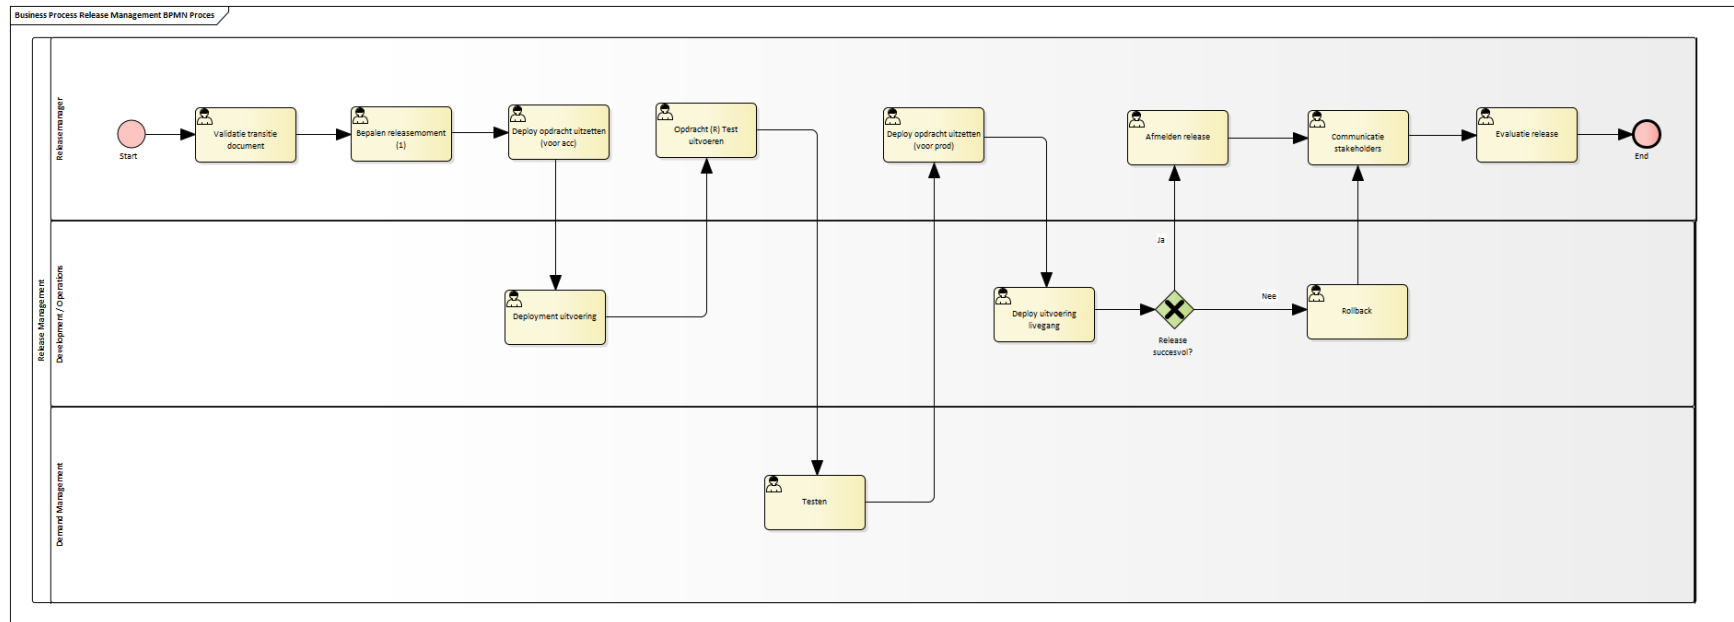 Business Process Release Management BPMN Proces
Release Management
Releasemanager
Start
Validatie transitie
document
Bepalen releasemoment
(1)
Deploy opdracht uitzetten
(voor acc)
Opdracht (R) Test
uitvoeren
Deploy opdracht uitzetten
(voor prod)
Afmelden release
Communicatie
stakeholders
Evaluatie release
End
Development / Operations
Deployment uitvoering
Deploy uitvoering
livegang
Ja
Release
succesvol?
Nee
Rollback
Demand Management
Testen